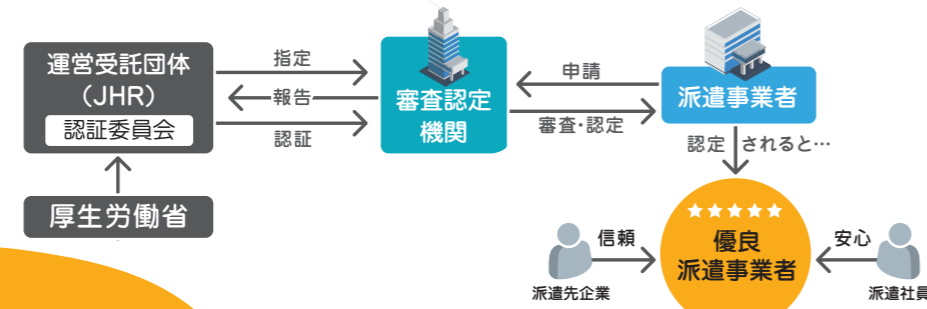 運営受託団体
（JHR）
認証委員会
厚生労働省
指定
報告
認証
審査認定
機関
申請
審査・認定
派遣事業者
認定 されると…
★★★★★
優良
派遣事業者
信頼
派遣先企業
安心
派遣社員